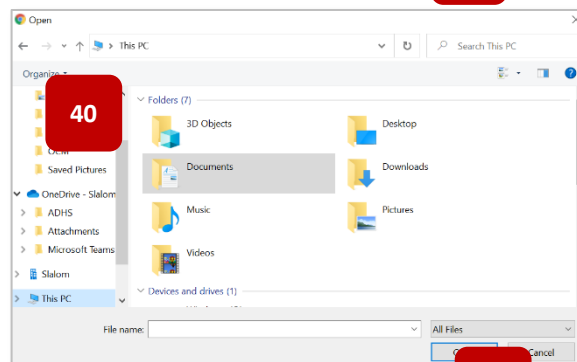 Open
This PC
Search This PC
Organize
40
Saved Pictures
OneDrive - Slalom
ADHS
Attachments
Microsoft Teams
Slalom
This PC
Folders (7)
3D Objects
Desktop
Documents
Downloads
Music
Pictures
Videos
Devices and drives (1)
File name:
All Files
Cancel